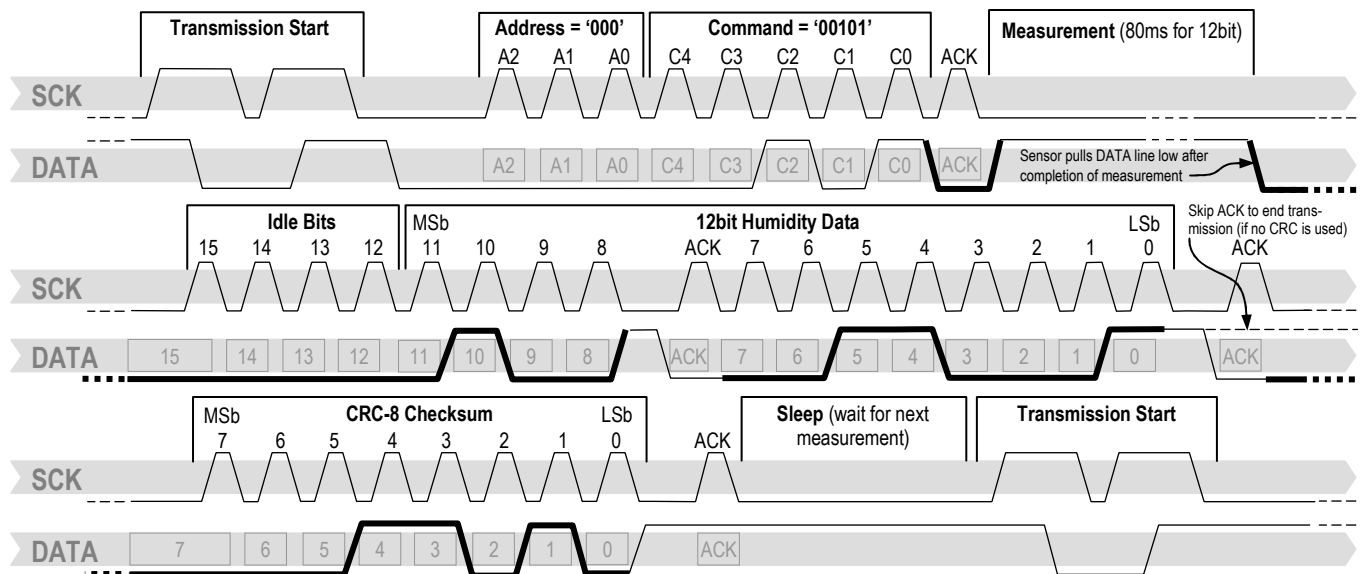 Transmission Start Address = ‘000’ Command = ‘00101’ Measurement (80ms for 12bit)
A2 A1 A0 C4 C3 C2 C1 C0 ACK
SCK
DATA A2 A1 A0 C4 C3 C2 C1 C0 ACK
Sensor pulls DATA line low after
completion of measurement
Idle Bits MSb 12bit Humidity Data LSb
Skip ACK to end trans-
mission (if no CRC is used)
15 14 13 12 11 10 9 8 ACK 7 6 5 4 3 2 1 0 ACK
SCK
DATA 15 14 13 12 11 10 9 8 ACK 7 6 5 4 3 2 1 0 ACK
MSb CRC-8 Checksum LSb Sleep (wait for next
measurement) Transmission Start
7 6 5 4 3 2 1 0 ACK
SCK
DATA 7 6 5 4 3 2 1 0 ACK